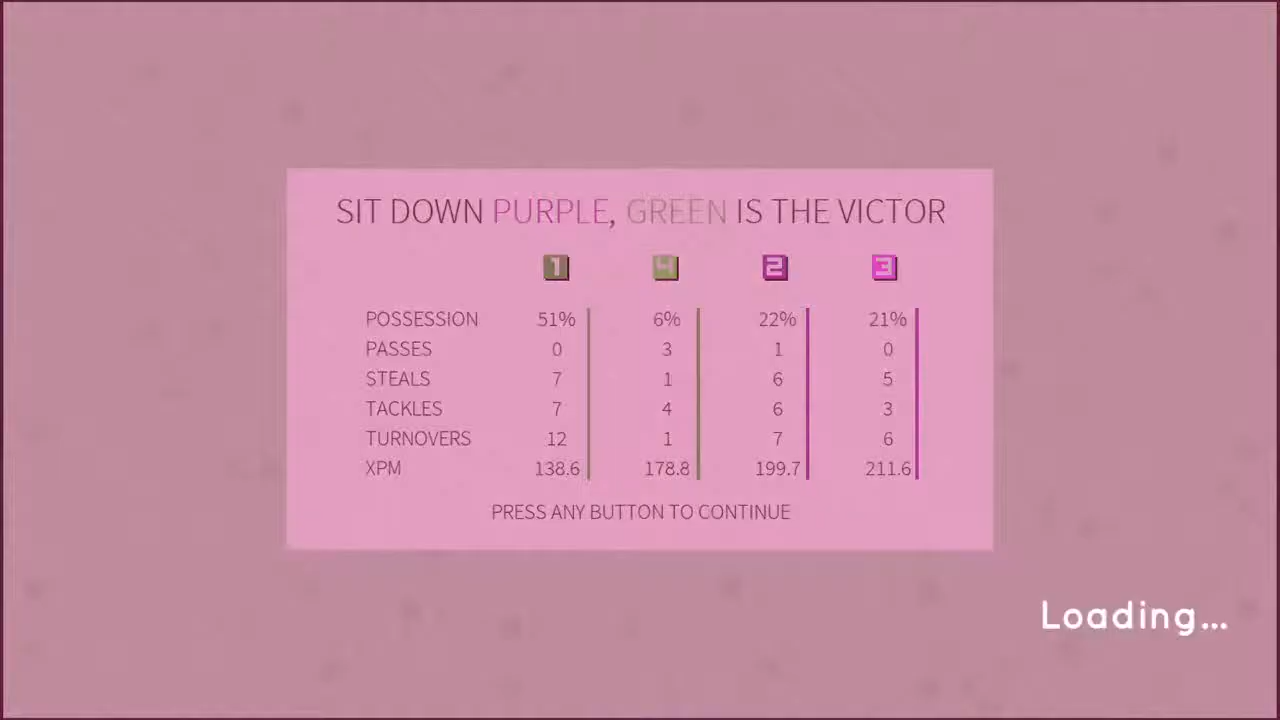 SIT DOWN PURPLE, GREEN IS THE VICTOR
1 4 2 3
POSSESSION 51% 6% 22% 21%
PASSES 0 3 1 0
STEALS 7 1 6 5
TACKLES 7 4 6 3
TURNOVERS 12 1 7 6
XPM 138.6 178.8 199.7 211.6
PRESS ANY BUTTON TO CONTINUE
Loading...